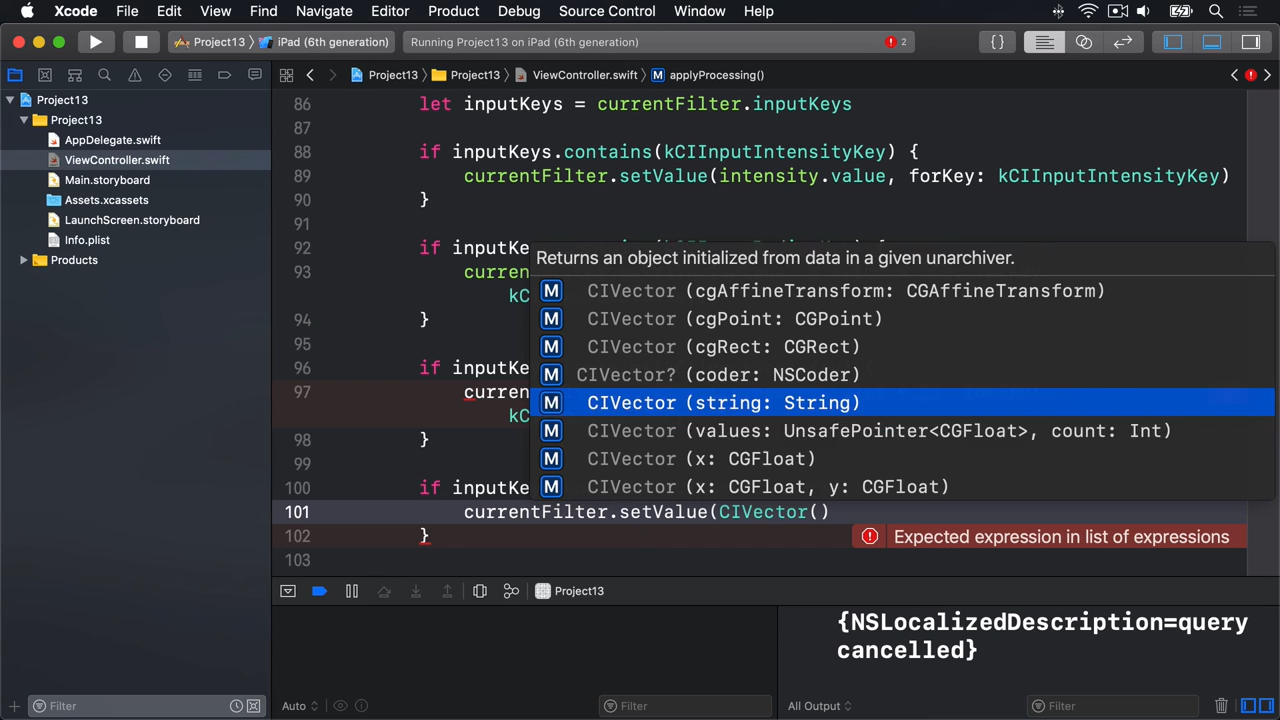 Xcode File Edit View Find Navigate Editor Product Debug Source Control Window Help
Project13 iPad (6th generation) Running Project13 on iPad (6th generation) 2
Project13 Project13 ViewController.swift M applyProcessing()
Project13
Project13
AppDelegate.swift
ViewController.swift
Main.storyboard
Assets.xcassets
LaunchScreen.storyboard
Info.plist
Products
86 let inputKeys = currentFilter.inputKeys
87
88 if inputKeys.contains(kCIInputIntensityKey) {
89 currentFilter.setValue(intensity.value, forKey: kCIInputIntensityKey)
90 }
91
92 if inputKe
93 curren
kC
94 }
95
96 if inputKe
97 curren
kC
98 }
99
100 if inputKe
101 currentFilter.setValue(CIVector()
102 }
103
Returns an object initialized from data in a given unarchiver.
M CIVector (cgAffineTransform: CGAffineTransform)
M CIVector (cgPoint: CGPoint)
M CIVector (cgRect: CGRect)
M CIVector? (coder: NSCoder)
M CIVector (string: String)
M CIVector (values: UnsafePointer<CGFloat>, count: Int)
M CIVector (x: CGFloat)
M CIVector (x: CGFloat, y: CGFloat)
Expected expression in list of expressions
Project13
{NSLocalizedDescription=query
cancelled}
Filter
Auto Filter
All Output Filter